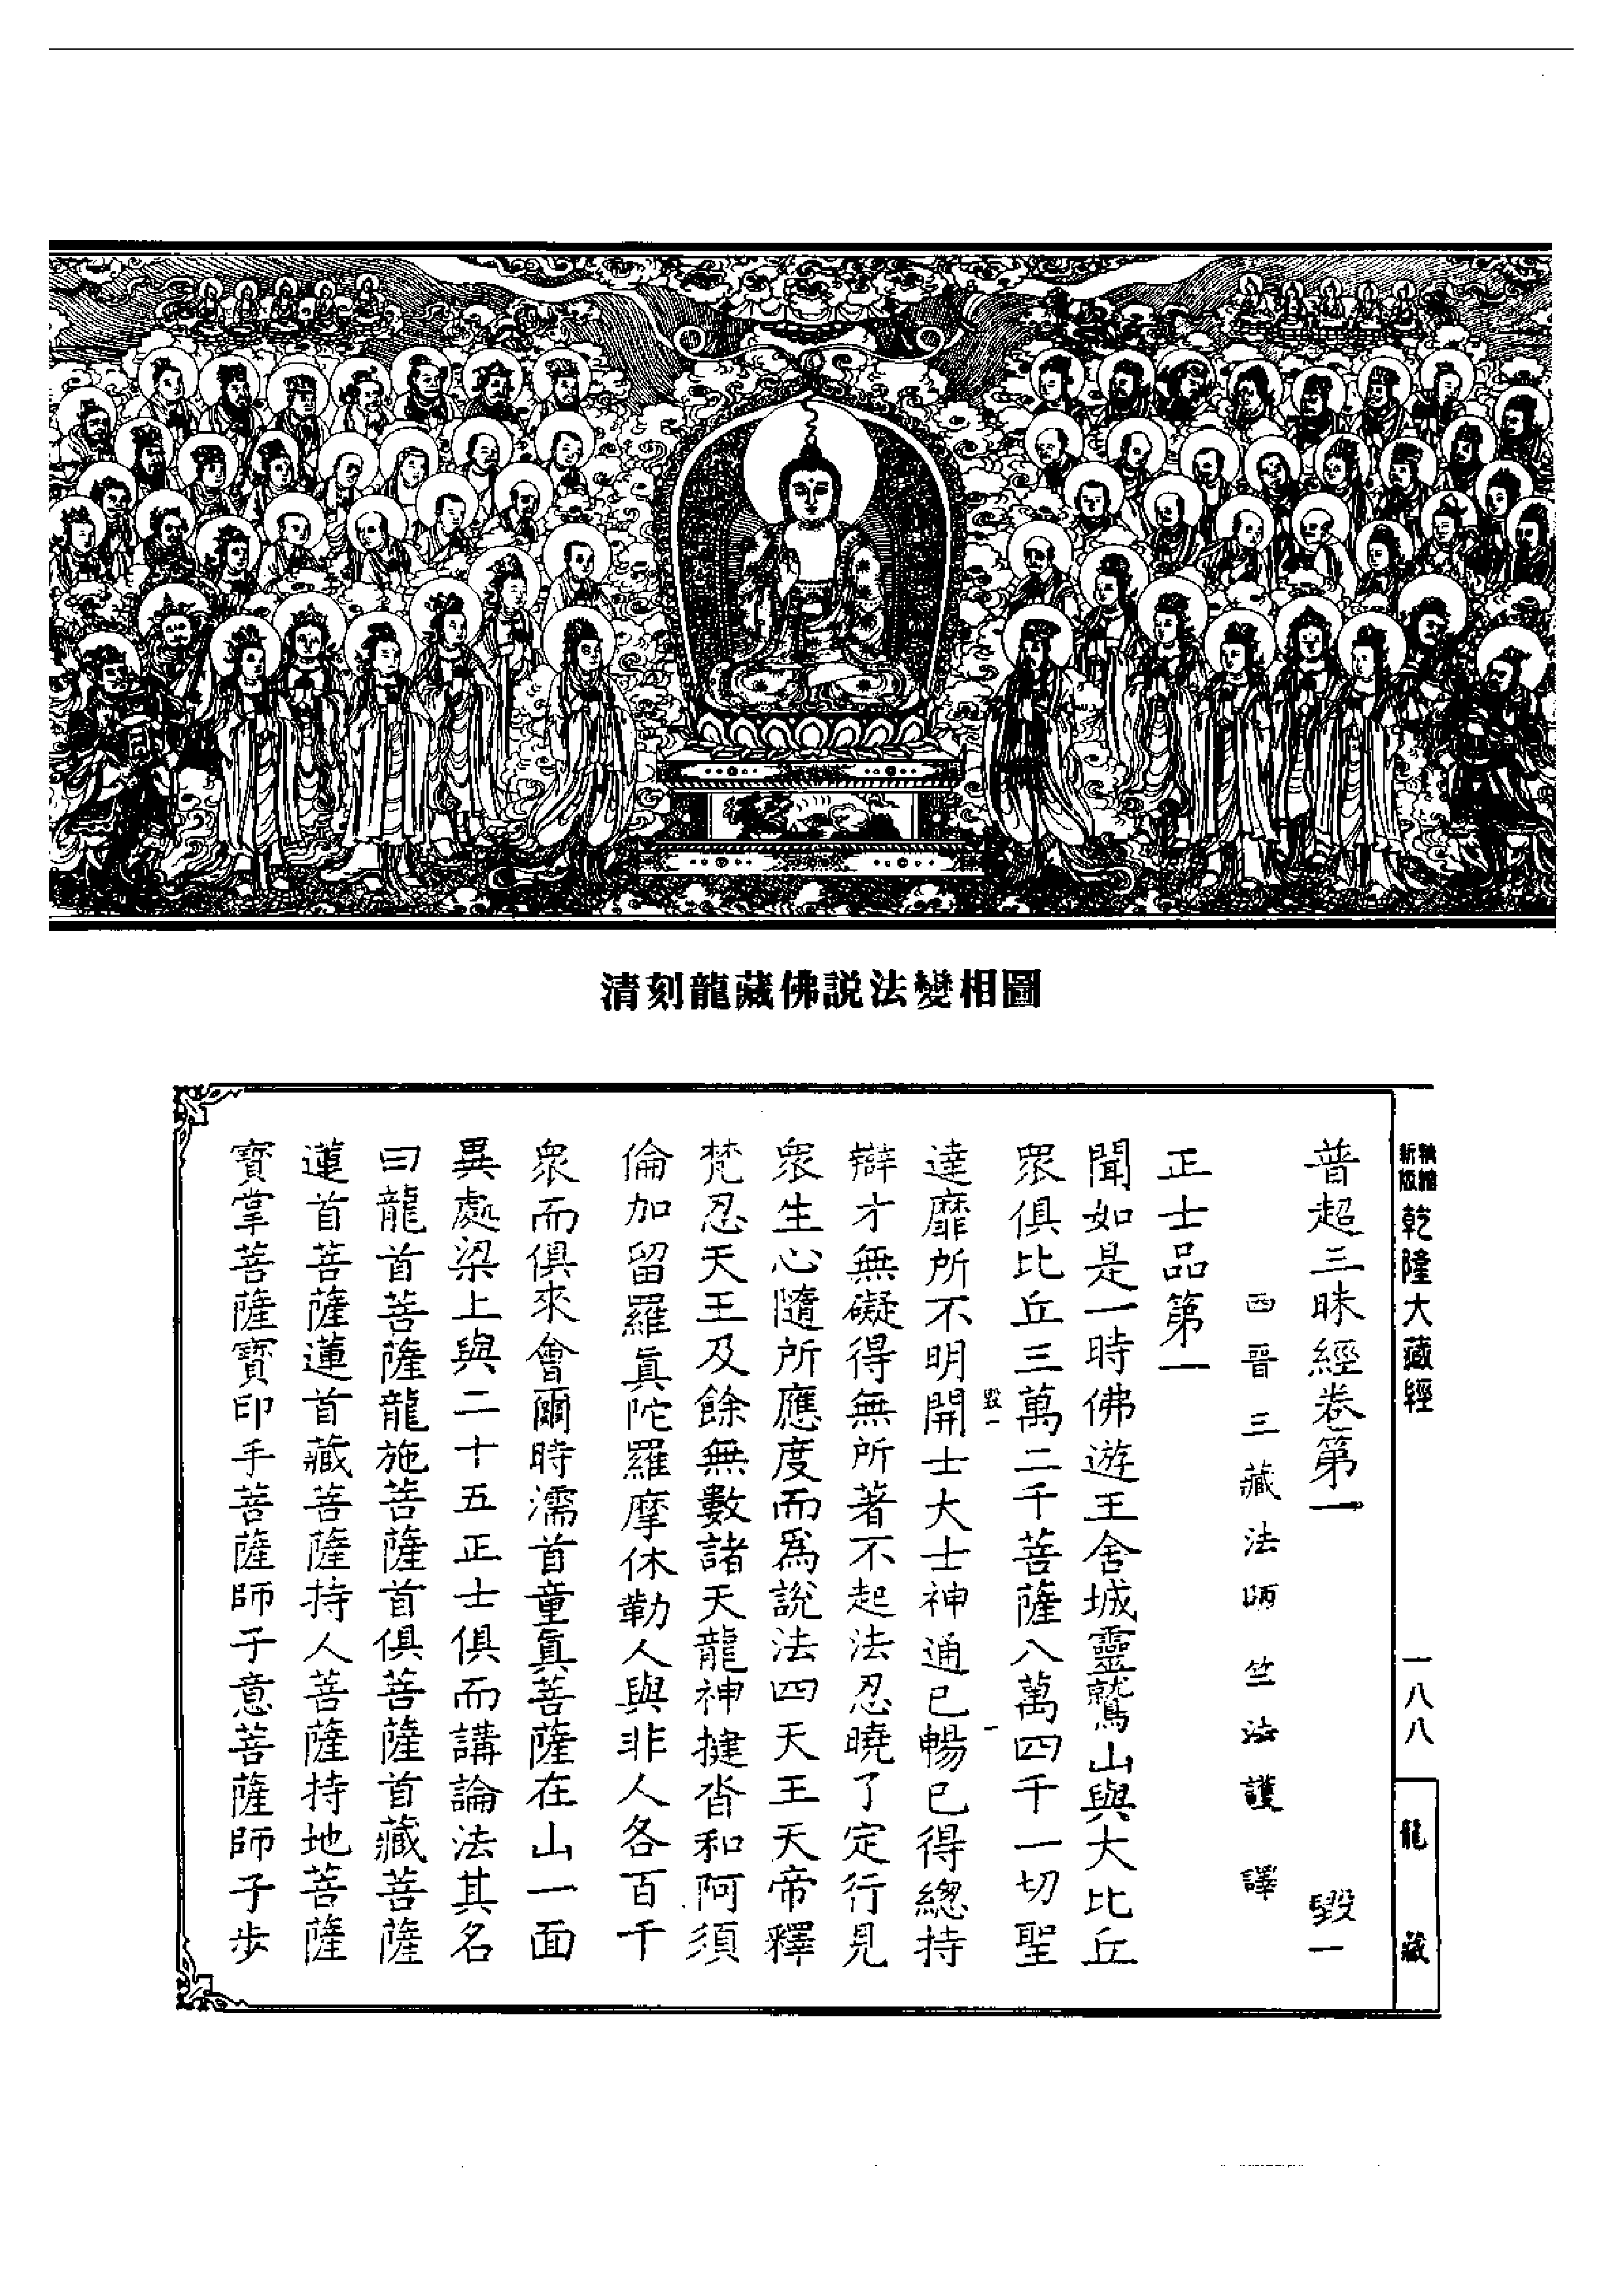 清刻龍藏佛説法變相圖
新版
精縮
乾隆大藏經
一八八
龍藏
普超三昧經卷第一 毀一
西晉三藏法師竺法護譯
正士品第一
聞如是一時佛遊王舍城靈鷲山與大比丘
眾俱比丘三萬二千菩薩八萬四千一切聖
毀一 一
達靡所不明開士大士神通已暢已得總持
辯才無礙得無所著不起法忍曉了定行見
眾生心隨所應度而為說法四天王天帝釋
梵忍天王及餘無數諸天龍神揵沓和阿須
倫加留羅真陀羅摩休勒人與非人各百千
眾而俱來會爾時濡首童真菩薩在山一面
異處梁上與二十五正士俱而講論法其名
曰龍首菩薩龍施菩薩首俱菩薩首藏菩薩
蓮首菩薩蓮首藏菩薩持人菩薩持地菩薩
寶掌菩薩寶印手菩薩師子意菩薩師子步